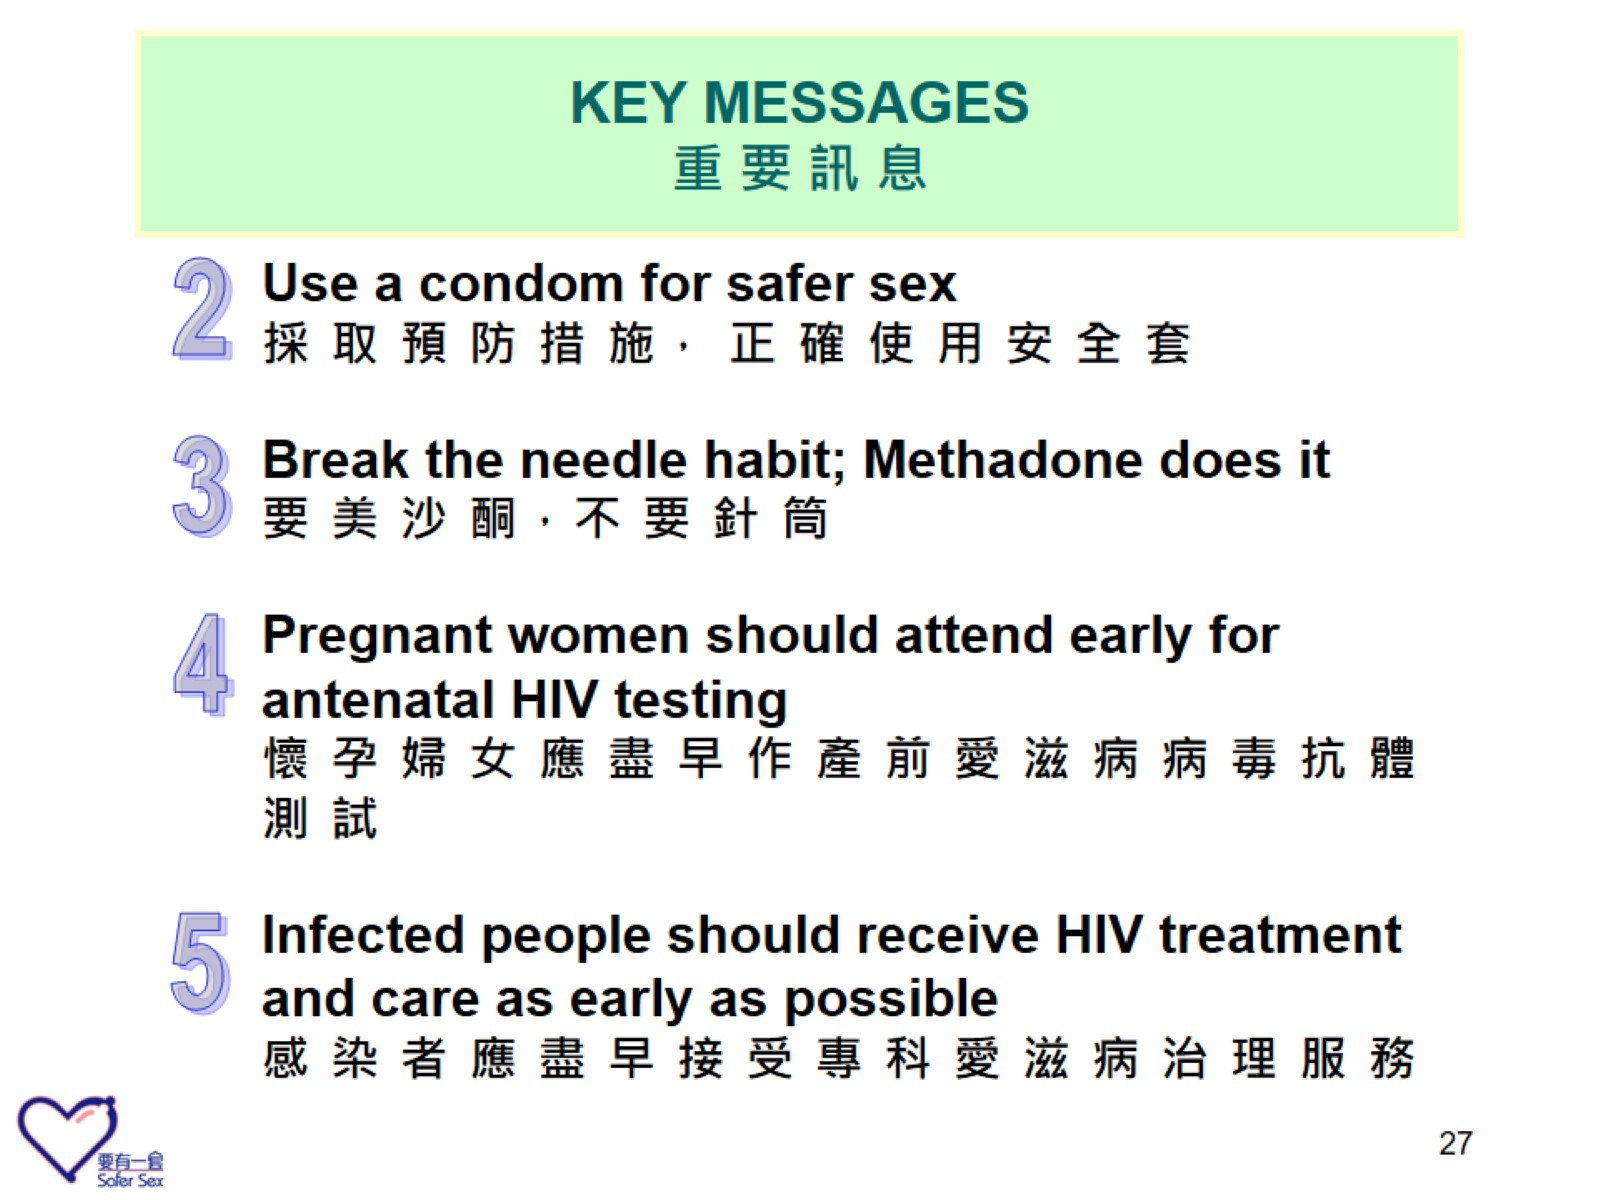 KEY MESSAGES
重要訊息
2 Use a condom for safer sex
採取預防措施，正確使用安全套
3 Break the needle habit; Methadone does it
要美沙酮，不要針筒
4 Pregnant women should attend early for
antenatal HIV testing
懷孕婦女應盡早作產前愛滋病病毒抗體
測試
5 Infected people should receive HIV treatment
and care as early as possible
感染者應盡早接受專科愛滋病治理服務
要有一套
Safer Sex
27